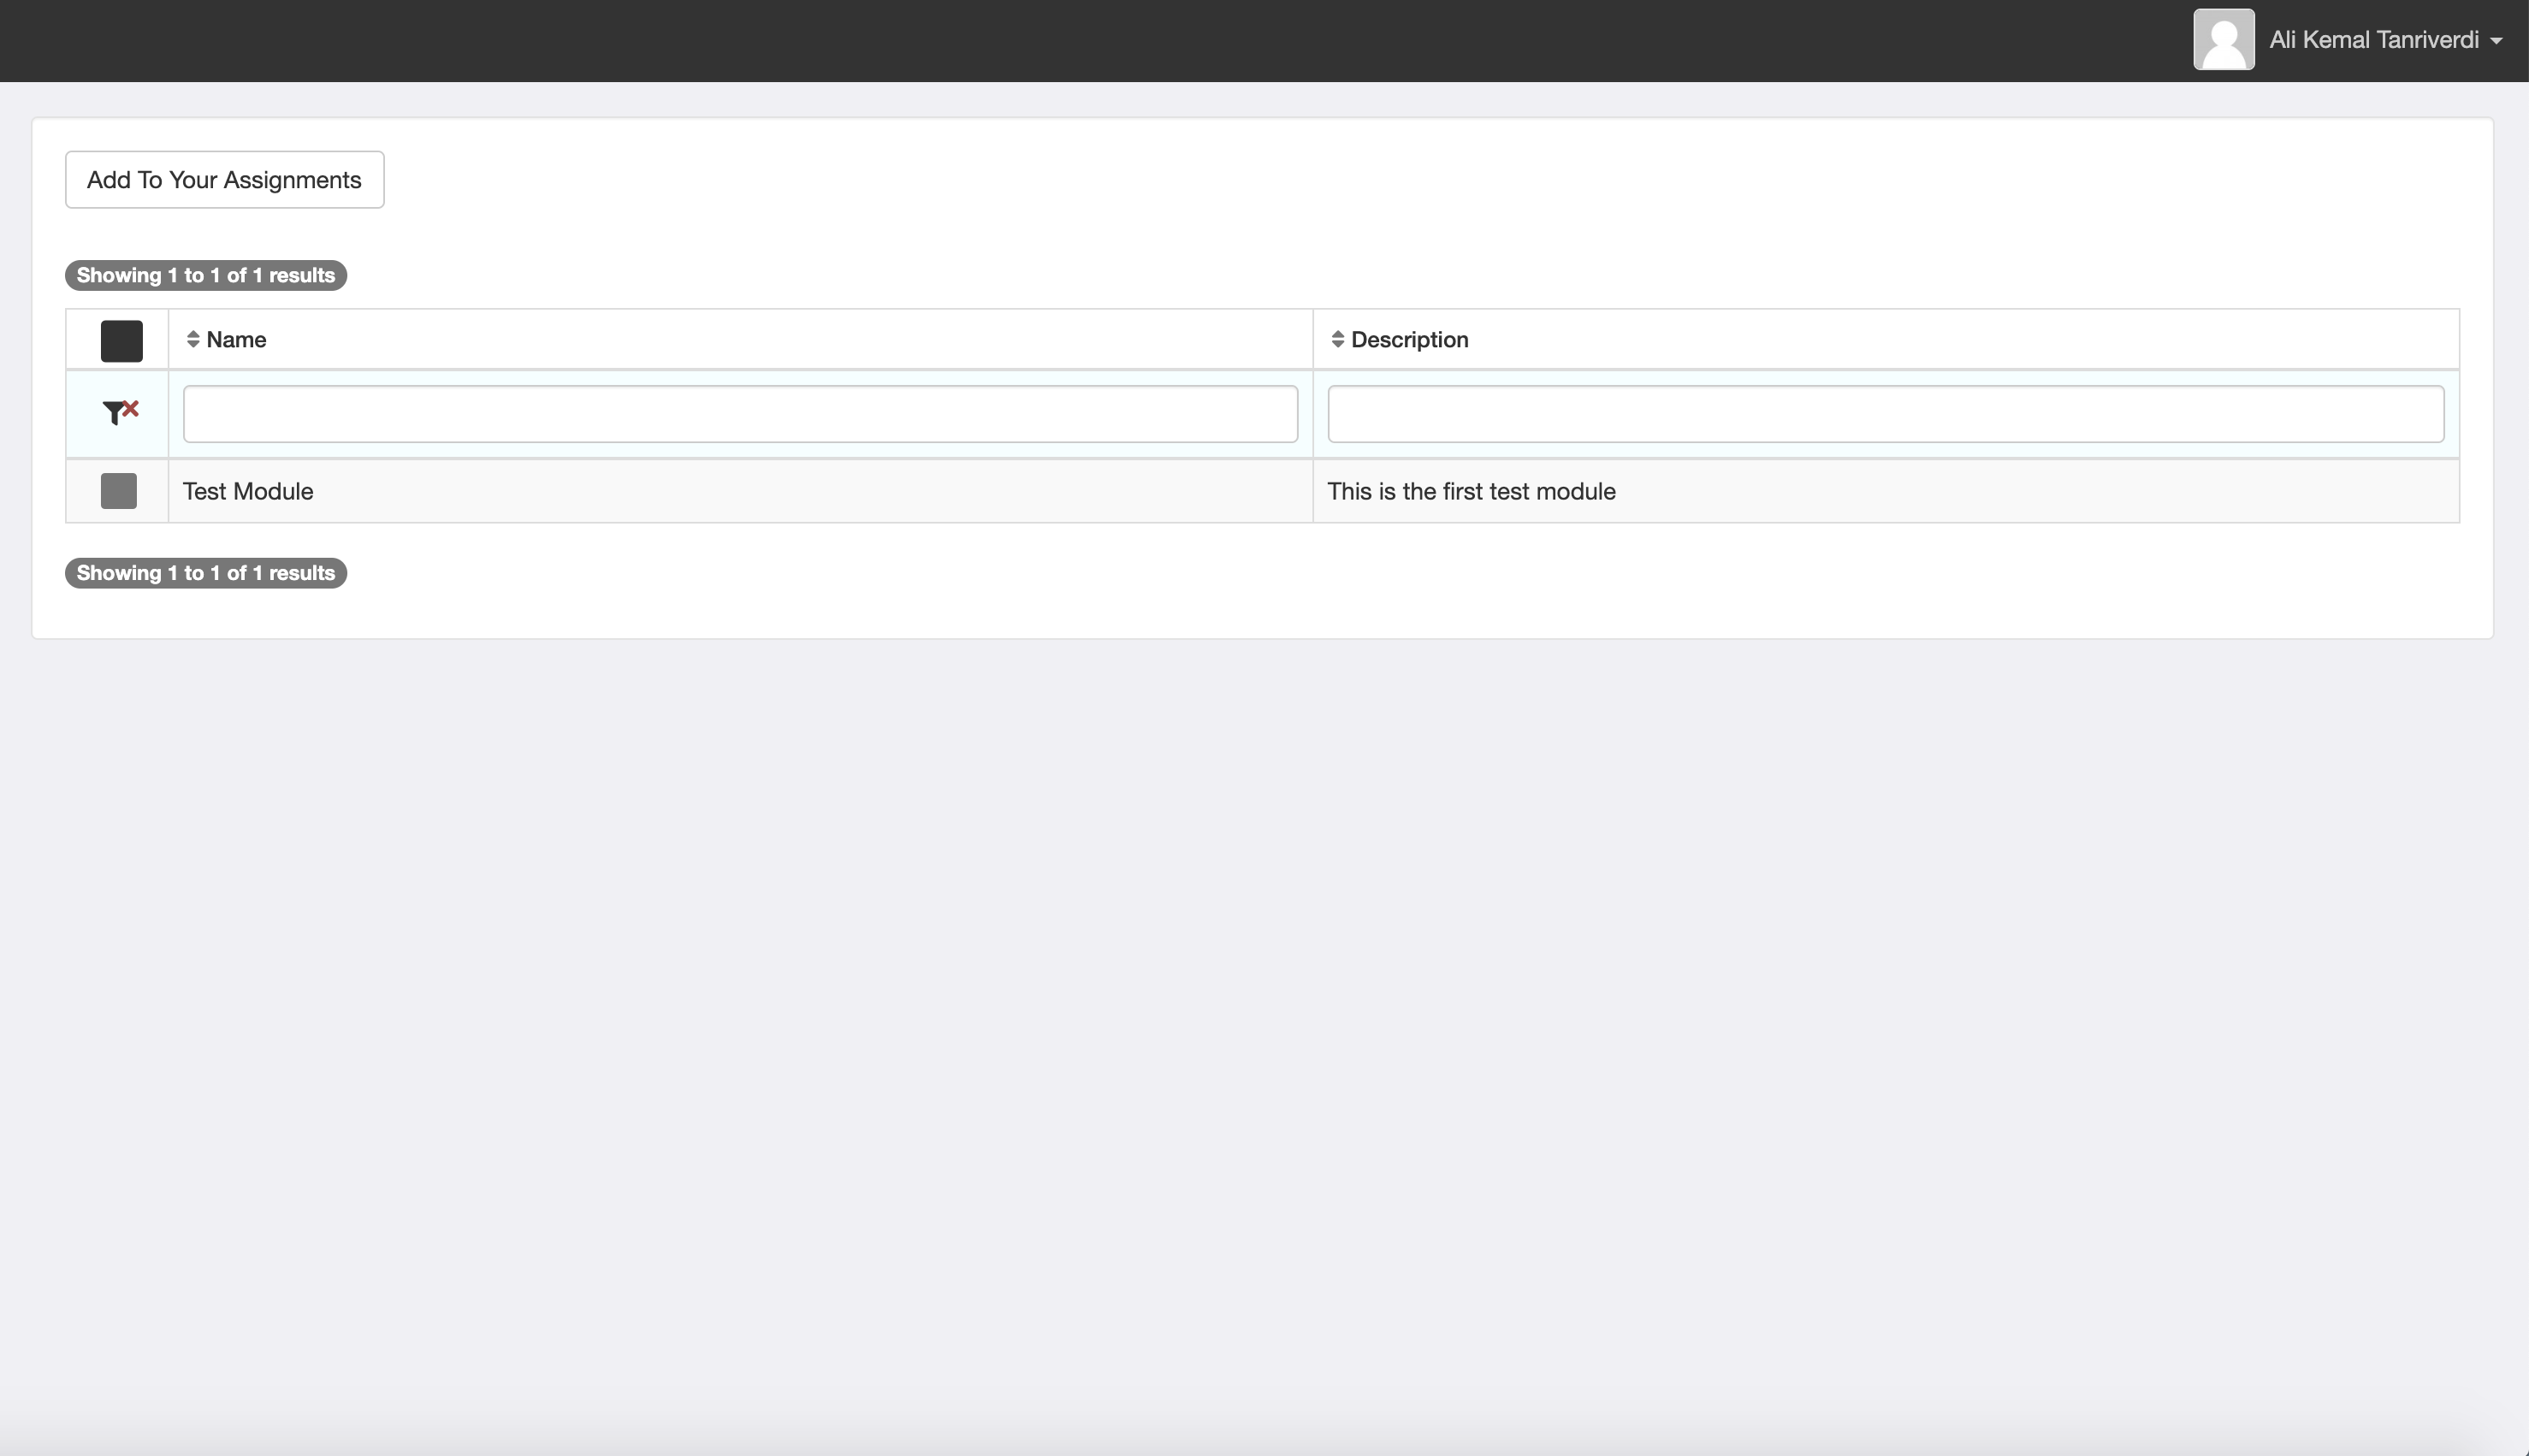 Ali Kemal Tanriverdi
Add To Your Assignments
Showing 1 to 1 of 1 results
Name Description
Test Module This is the first test module
Showing 1 to 1 of 1 results